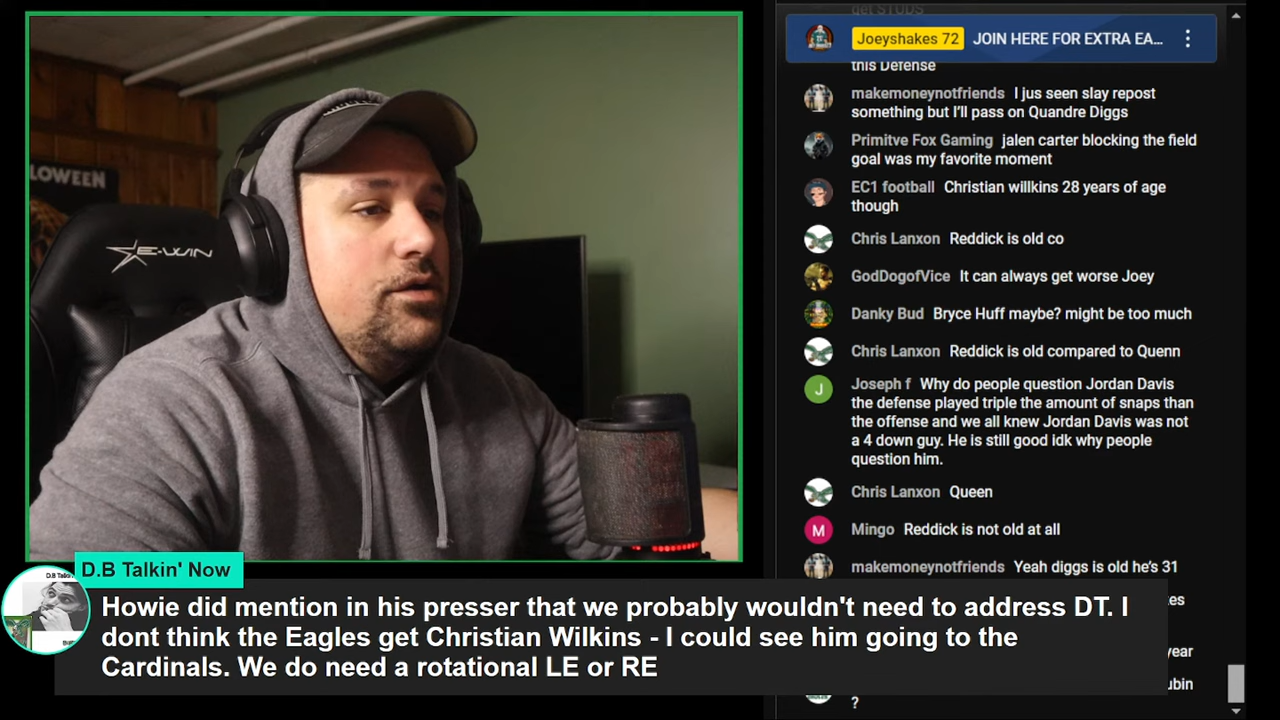 LOWEEN
E-WIN
get STUDS
Joeyshakes 72 JOIN HERE FOR EXTRA EA...
this Defense
makemoneynotfriends I jus seen slay repost
something but I'll pass on Quandre Diggs
Primitve Fox Gaming jalen carter blocking the field
goal was my favorite moment
EC1 football Christian willkins 28 years of age
though
Chris Lanxon Reddick is old co
GodDogofVice It can always get worse Joey
Danky Bud Bryce Huff maybe? might be too much
Chris Lanxon Reddick is old compared to Quenn
J Joseph f Why do people question Jordan Davis
the defense played triple the amount of snaps than
the offense and we all knew Jordan Davis was not
a 4 down guy. He is still good idk why people
question him.
Chris Lanxon Queen
M Mingo Reddick is not old at all
makemoneynotfriends Yeah diggs is old he's 31
?
D.B Talkin' Now
Howie did mention in his presser that we probably wouldn't need to address DT. I
dont think the Eagles get Christian Wilkins - I could see him going to the
Cardinals. We do need a rotational LE or RE